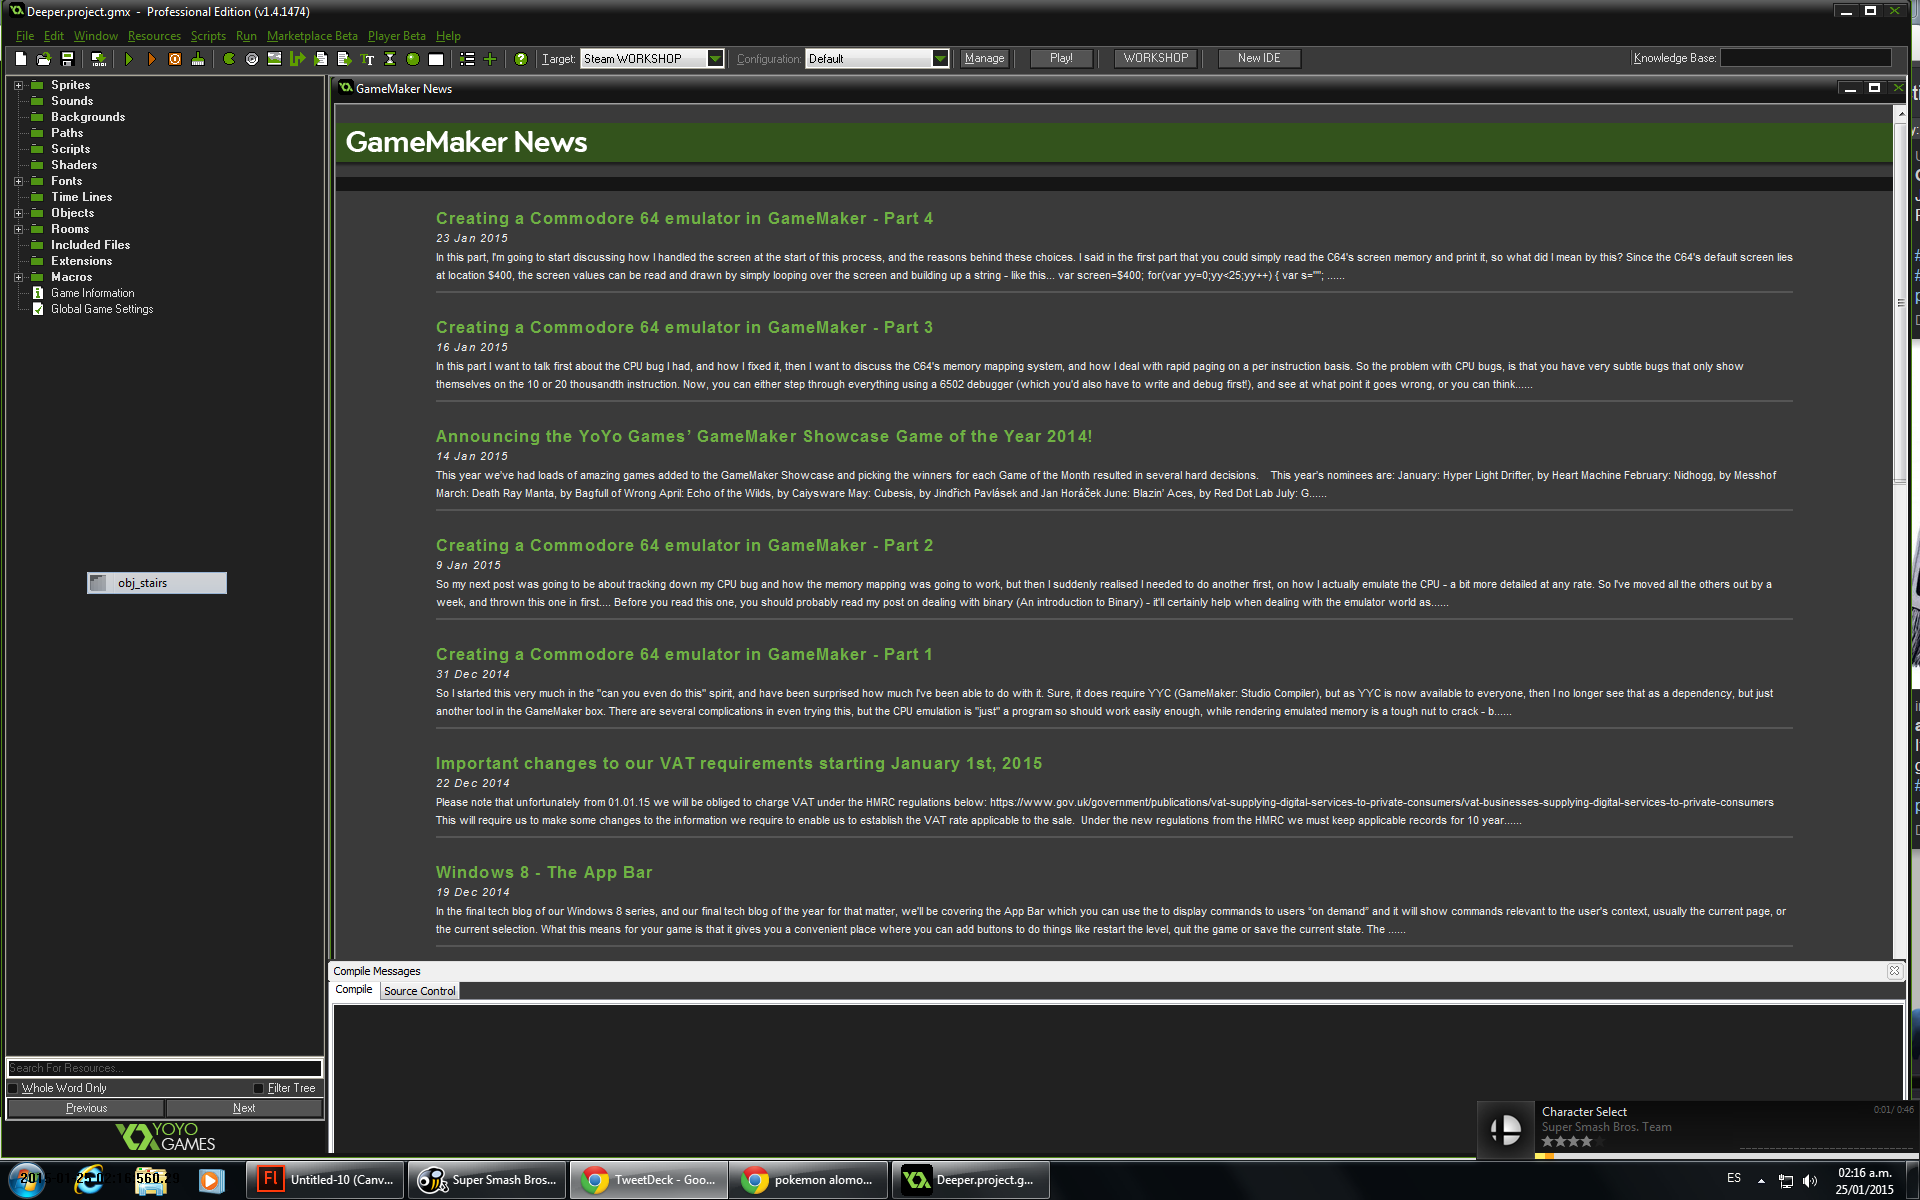 Deeper.project.gmx - Professional Edition (v1.4.1474)
File Edit Window Resources Scripts Run Marketplace Beta Player Beta Help
Target: Steam WORKSHOP Configuration: Default Manage Play! WORKSHOP New IDE Knowledge Base:
Sprites
Sounds
Backgrounds
Paths
Scripts
Shaders
Fonts
Time Lines
Objects
Rooms
Included Files
Extensions
Macros
Game Information
Global Game Settings
obj_stairs
Search For Resources...
Whole Word Only Filter Tree
Previous Next
YOYO
GAMES
GameMaker News
GameMaker News
Creating a Commodore 64 emulator in GameMaker - Part 4
23 Jan 2015
In this part, I'm going to start discussing how I handled the screen at the start of this process, and the reasons behind these choices. I said in the first part that you could simply read the C64's screen memory and print it, so what did I mean by this? Since the C64's default screen lies
at location $400, the screen values can be read and drawn by simply looping over the screen and building up a string - like this... var screen=$400; for(var yy=0;yy<25;yy++) { var s=""; ......
Creating a Commodore 64 emulator in GameMaker - Part 3
16 Jan 2015
In this part I want to talk first about the CPU bug I had, and how I fixed it, then I want to discuss the C64's memory mapping system, and how I deal with rapid paging on a per instruction basis. So the problem with CPU bugs, is that you have very subtle bugs that only show
themselves on the 10 or 20 thousandth instruction. Now, you can either step through everything using a 6502 debugger (which you'd also have to write and debug first!), and see at what point it goes wrong, or you can think......
Announcing the YoYo Games’ GameMaker Showcase Game of the Year 2014!
14 Jan 2015
This year we've had loads of amazing games added to the GameMaker Showcase and picking the winners for each Game of the Month resulted in several hard decisions. This year's nominees are: January: Hyper Light Drifter, by Heart Machine February: Nidhogg, by Messhof
March: Death Ray Manta, by Bagfull of Wrong April: Echo of the Wilds, by Caiysware May: Cubesis, by Jindřich Pavlásek and Jan Horáček June: Blazin' Aces, by Red Dot Lab July: G......
Creating a Commodore 64 emulator in GameMaker - Part 2
9 Jan 2015
So my next post was going to be about tracking down my CPU bug and how the memory mapping was going to work, but then I suddenly realised I needed to do another first, on how I actually emulate the CPU - a bit more detailed at any rate. So I've moved all the others out by a
week, and thrown this one in first.... Before you read this one, you should probably read my post on dealing with binary (An introduction to Binary) - it'll certainly help when dealing with the emulator world as......
Creating a Commodore 64 emulator in GameMaker - Part 1
31 Dec 2014
So I started this very much in the "can you even do this" spirit, and have been surprised how much I've been able to do with it. Sure, it does require YYC (GameMaker: Studio Compiler), but as YYC is now available to everyone, then I no longer see that as a dependency, but just
another tool in the GameMaker box. There are several complications in even trying this, but the CPU emulation is "just" a program so should work easily enough, while rendering emulated memory is a tough nut to crack - b......
Important changes to our VAT requirements starting January 1st, 2015
22 Dec 2014
Please note that unfortunately from 01.01.15 we will be obliged to charge VAT under the HMRC regulations below: https://www.gov.uk/government/publications/vat-supplying-digital-services-to-private-consumers/vat-businesses-supplying-digital-services-to-private-consumers
This will require us to make some changes to the information we require to enable us to establish the VAT rate applicable to the sale. Under the new regulations from the HMRC we must keep applicable records for 10 year......
Windows 8 - The App Bar
19 Dec 2014
In the final tech blog of our Windows 8 series, and our final tech blog of the year for that matter, we'll be covering the App Bar which you can use the to display commands to users “on demand” and it will show commands relevant to the user's context, usually the current page, or
the current selection. What this means for your game is that it gives you a convenient place where you can add buttons to do things like restart the level, quit the game or save the current state. The ......
Compile Messages
Compile Source Control
Character Select 0:01/ 0:46
Super Smash Bros. Team
Untitled-10 (Canv... Super Smash Bros... TweetDeck - Goo... pokemon alomo... Deeper.project.g...
ES 02:16 a.m.
25/01/2015